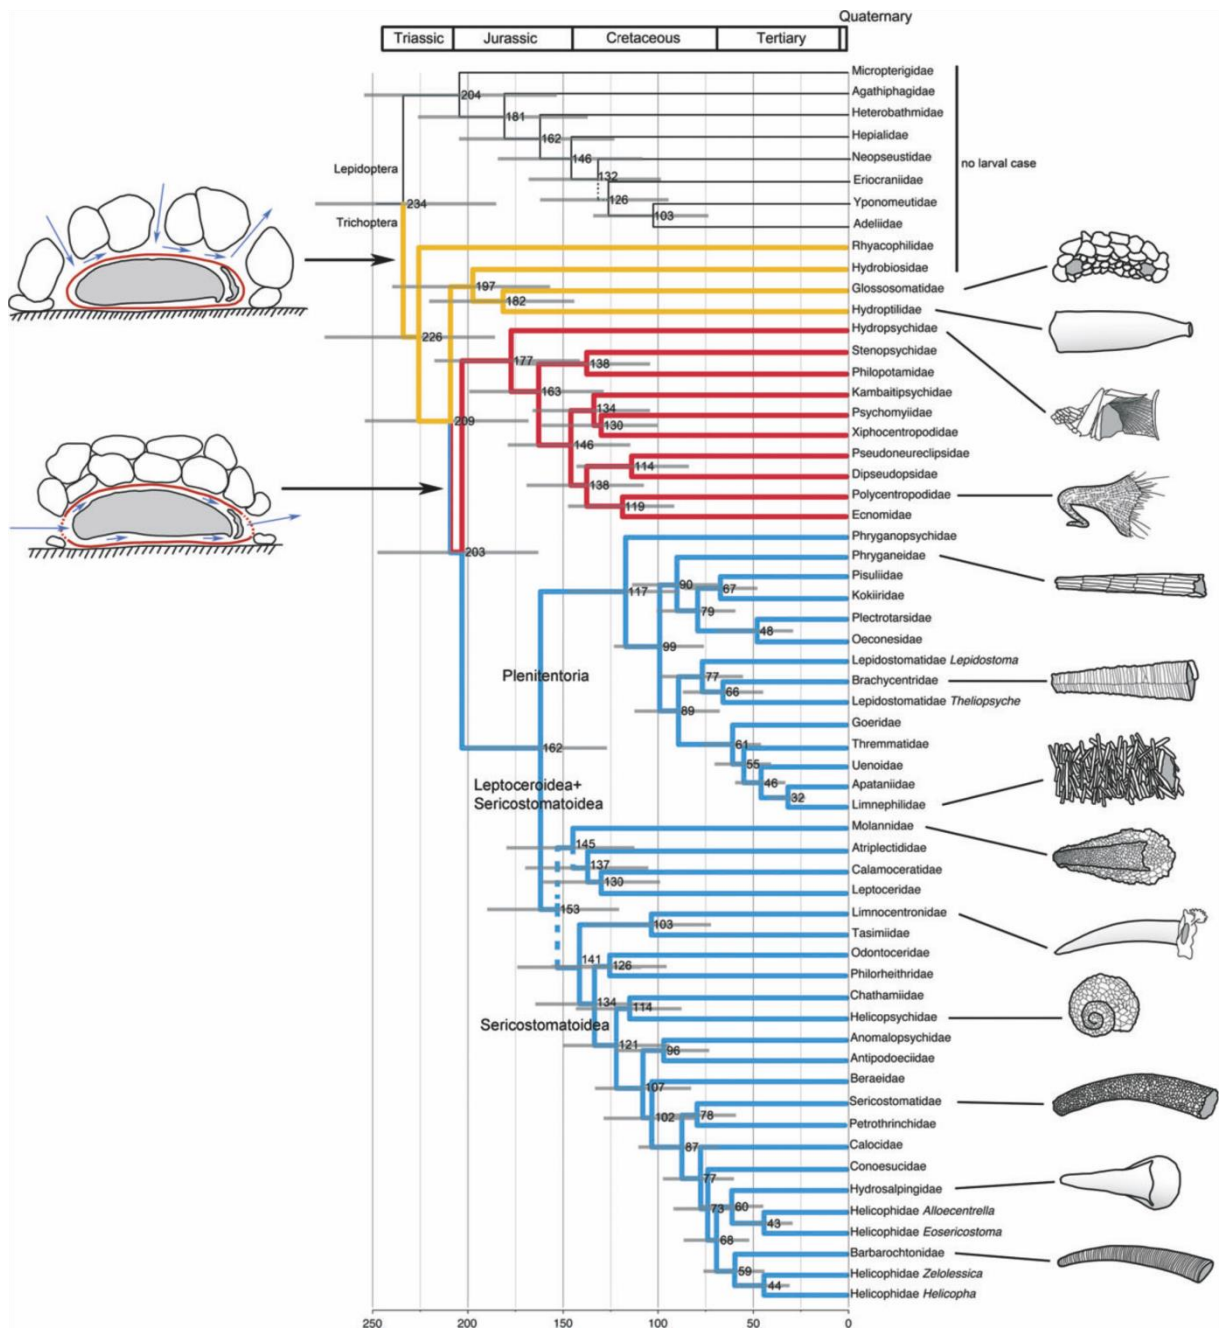 Quaternary
Triassic Jurassic Cretaceous Tertiary
Micropterigidae
204
Agathiphagidae
181
Heterobathmidae
162
Hepialidae
146
Neopseustidae
no larval case
Lepidoptera
132
Eriocraniidae
126
Yponomeutidae
234
103
Trichoptera
Adeliidae
Rhyacophilidae
Hydrobiosidae
197
Glossosomatidae
182
Hydroptilidae
226
Hydropsychidae
Stenopsychidae
177
138
Philopotamidae
163
Kambaitipsychidae
134
Psychomyiidae
209
130
Xiphocentropodidae
146
Pseudoneureclipsidae
114
Dipseudopsidae
138
Polycentropodidae
119
Ecnomidae
Phryganopsychidae
203
Phryganeidae
Pisuliidae
90
67
117
Kokiiridae
79
Plectrotarsidae
48
Oeconesidae
99
Lepidostomatidae Lepidostoma
Plenitentoria
77
Brachycentridae
66
Lepidostomatidae Theliopsyche
89
Goeridae
61
Thremmatidae
162
55
Uenoidae
46
Apataniidae
Leptoceroidea+
Sericostomatoidea
32
Limnephilidae
Molannidae
145
Atriplectididae
137
Calamoceratidae
130
Leptoceridae
153
Limnocentronidae
103
Tasimiidae
Odontoceridae
141
126
Philorheithridae
Chathamiidae
134
114
Sericostomatoidea
Helicopsychidae
Anomalopsychidae
121
96
Antipodoeciidae
Beraeidae
107
Sericostomatidae
102
78
Petrothrinchidae
87
Calocidae
Conoesucidae
77
Hydrosalpingidae
73
60
Helicophidae Alloecentrella
43
Helicophidae Eosericostoma
68
Barbarochtonidae
59
Helicophidae Zelolessica
44
Helicophidae Helicopha
250 200 150 100 50 0